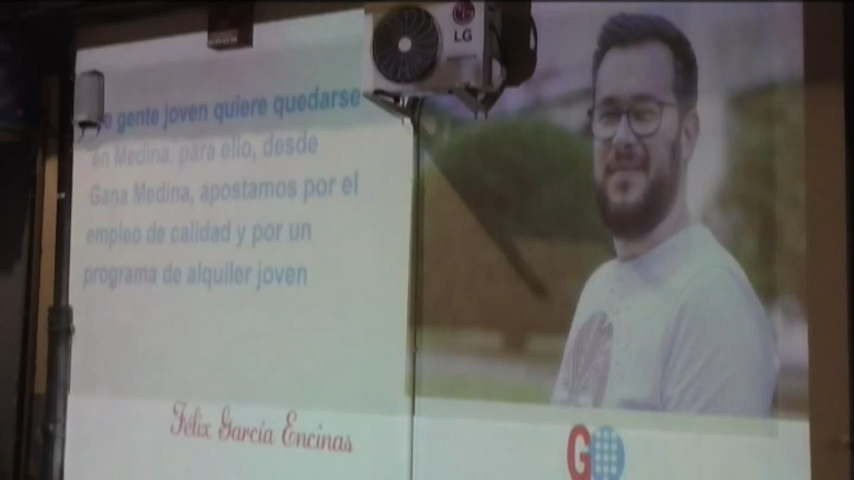 LG
gente joven quiere quedarse
en Medina, para ello, desde
Gana Medina, apostamos por el
empleo de calidad y por un
programa de alquiler joven
Félix García Encinas
G